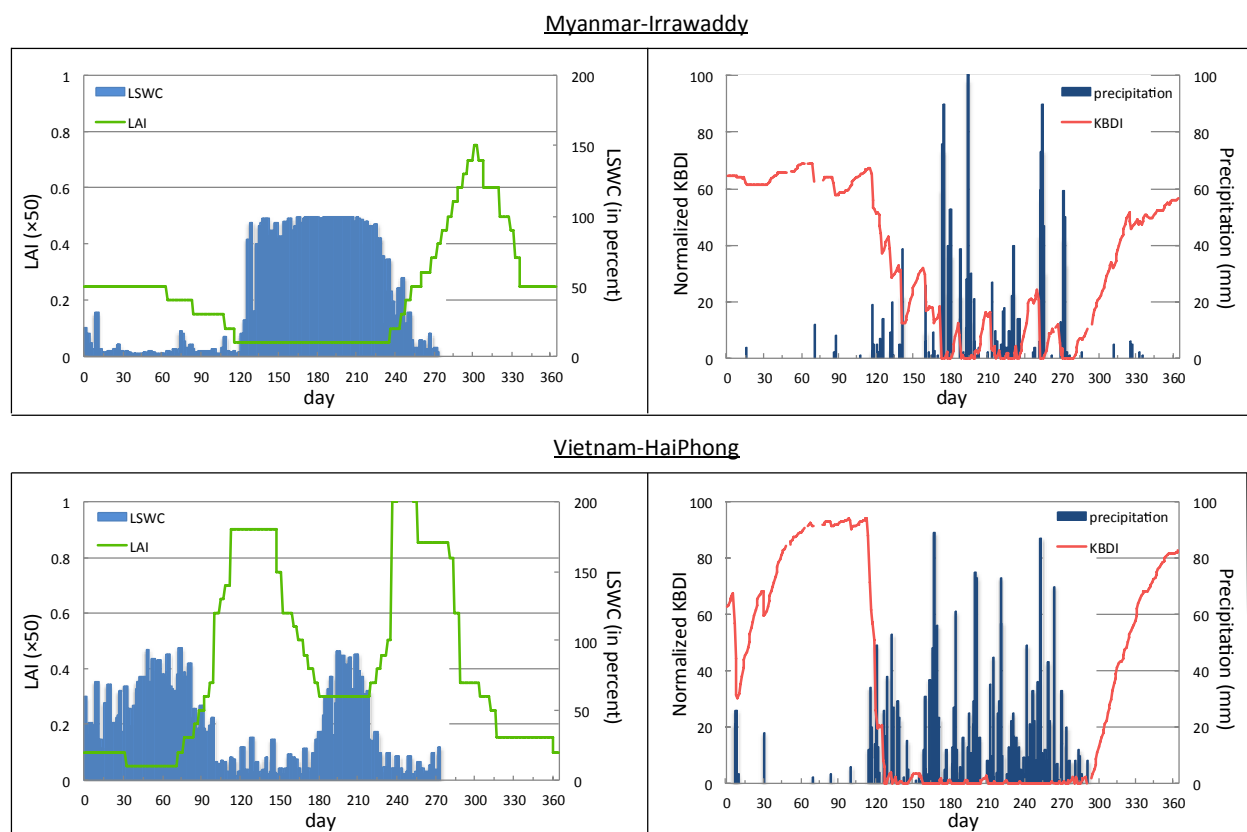 Myanmar-Irrawaddy
1
0.8
0.6
0.4
0.2
0
LAI (×50)
LSWC
LAI
200
150
100
50
0
LSWC (in percent)
0 30 60 90 120 150 180 210 240 270 300 330 360
day
100
80
60
40
20
0
Normalized KBDI
precipitation
KBDI
100
80
60
40
20
0
Precipitation (mm)
0 30 60 90 120 150 180 210 240 270 300 330 360
day
Vietnam-HaiPhong
1
0.8
0.6
0.4
0.2
0
LAI (×50)
LSWC
LAI
200
150
100
50
0
LSWC (in percent)
0 30 60 90 120 150 180 210 240 270 300 330 360
day
100
80
60
40
20
0
Normalized KBDI
precipitation
KBDI
100
80
60
40
20
0
Precipitation (mm)
0 30 60 90 120 150 180 210 240 270 300 330 360
day